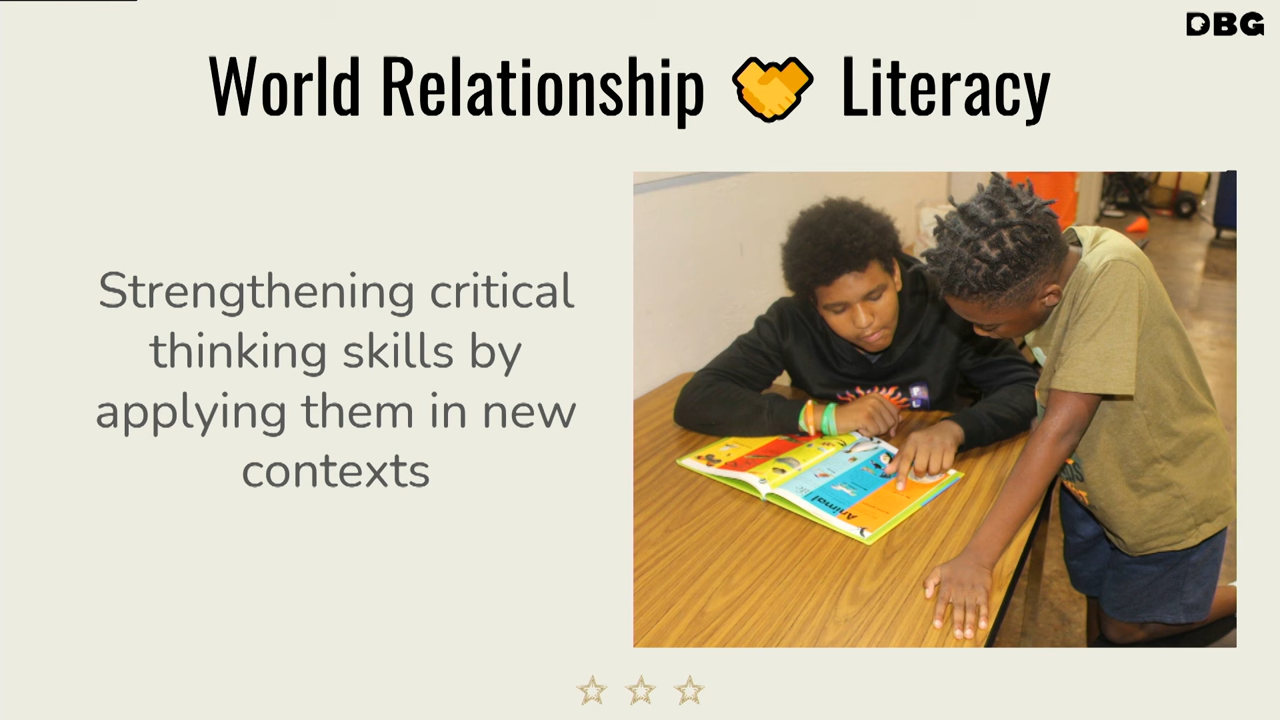 DBG
World Relationship 🤝 Literacy
Strengthening critical
thinking skills by
applying them in new
contexts
Animal